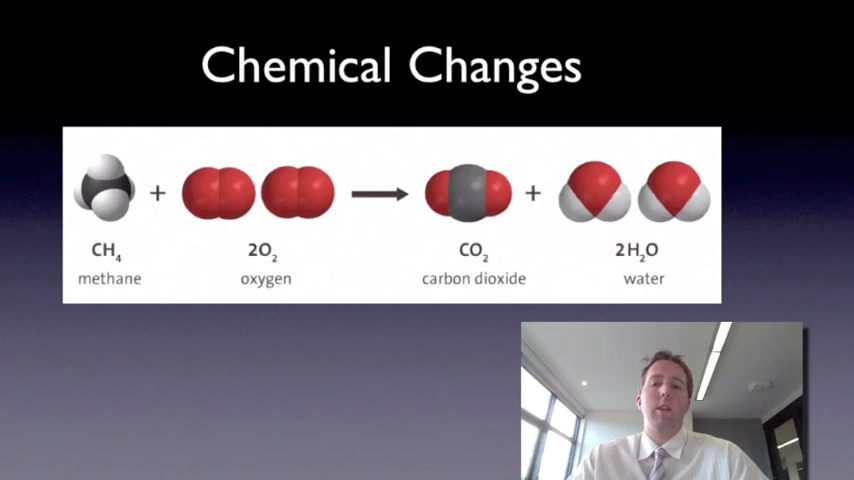 Chemical Changes
+ +
CH₄ 2O₂ CO₂ 2H₂O
methane oxygen carbon dioxide water